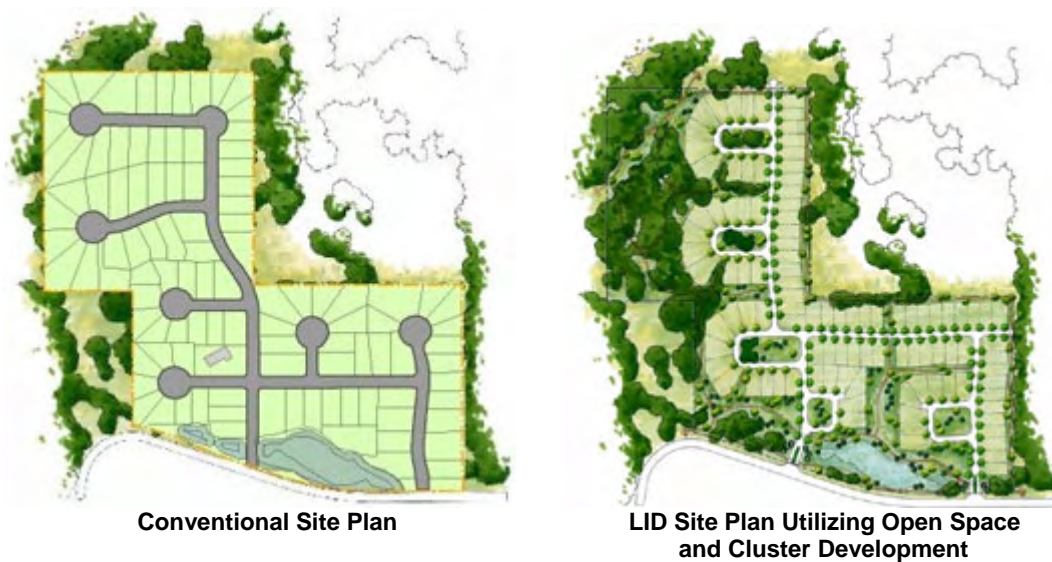 Conventional Site Plan
LID Site Plan Utilizing Open Space
and Cluster Development